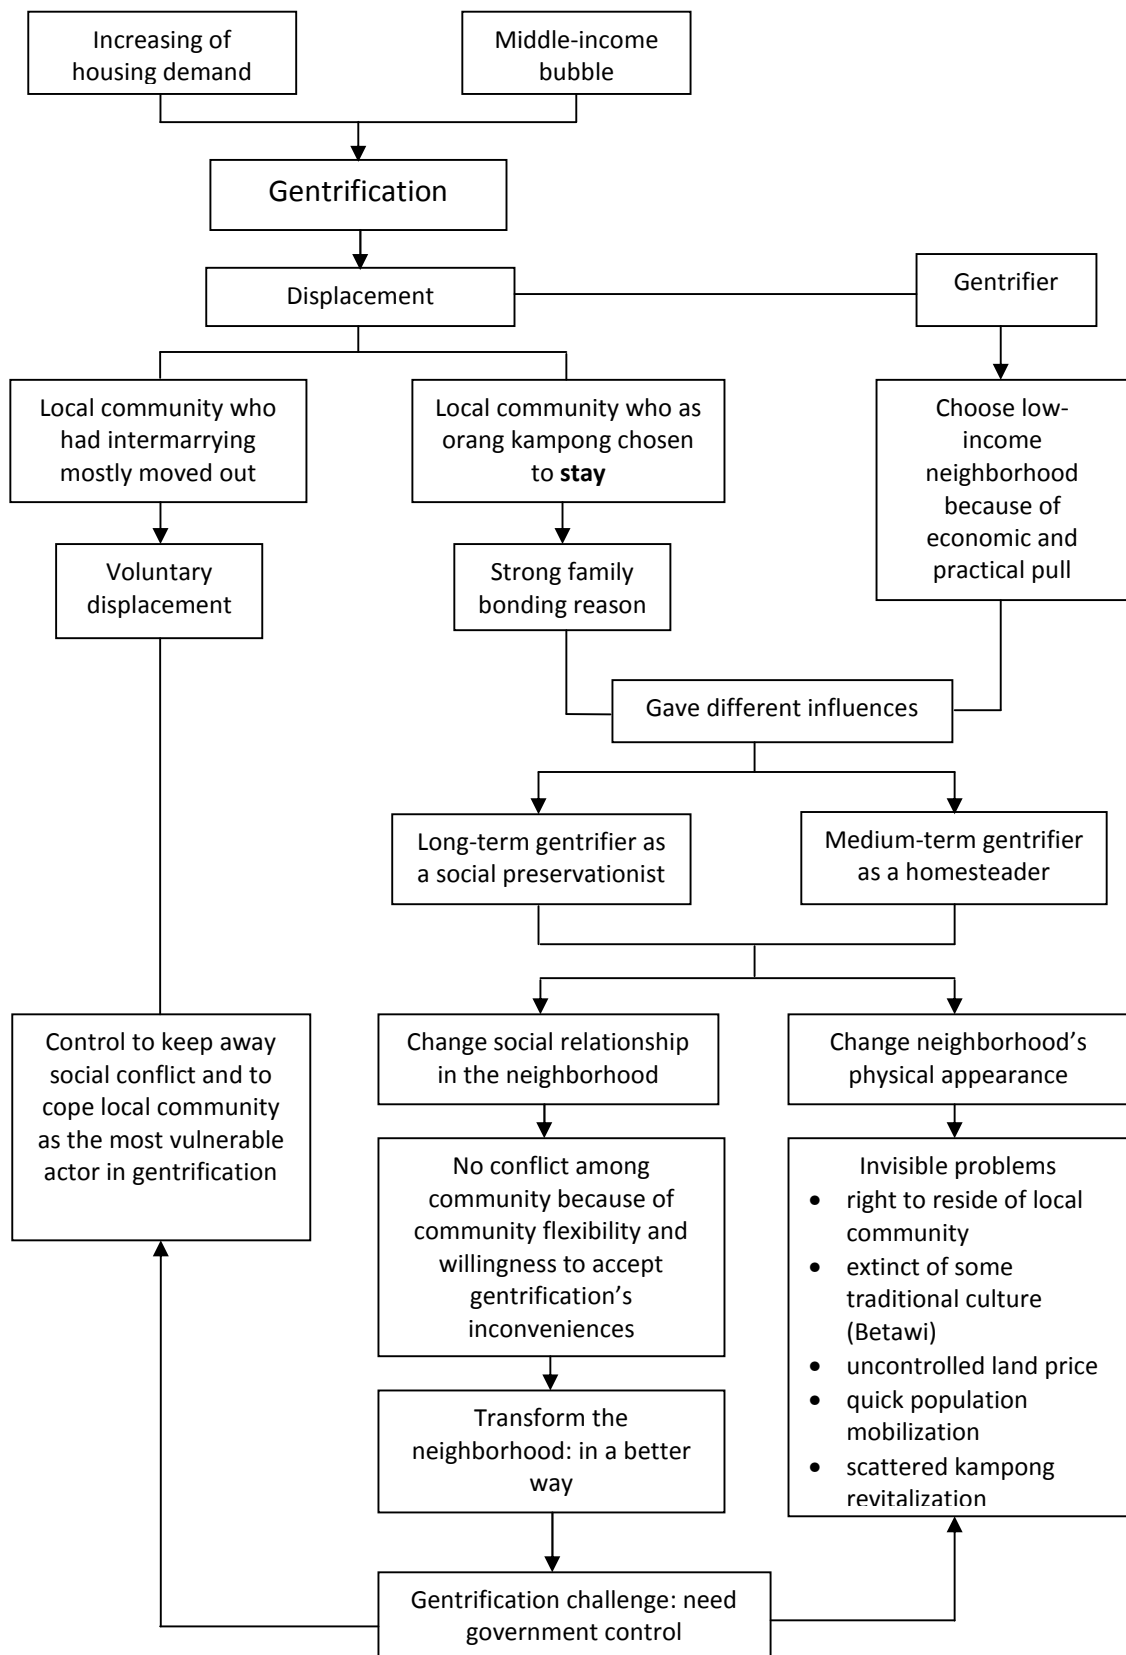 Increasing of
housing demand
Middle-income
bubble
Gentrification
Displacement
Gentrifier
Local community who
had intermarrying
mostly moved out
Local community who as
orang kampong chosen
to stay
Choose low-
income
neighborhood
because of
economic and
practical pull
Voluntary
displacement
Strong family
bonding reason
Gave different influences
Long-term gentrifier as
a social preservationist
Medium-term gentrifier
as a homesteader
Control to keep away
social conflict and to
cope local community
as the most vulnerable
actor in gentrification
Change social relationship
in the neighborhood
Change neighborhood’s
physical appearance
No conflict among
community because of
community flexibility and
willingness to accept
gentrification’s
inconveniences
Invisible problems
• right to reside of local
community
• extinct of some
traditional culture
(Betawi)
• uncontrolled land price
• quick population
mobilization
• scattered kampong
revitalization
Transform the
neighborhood: in a better
way
Gentrification challenge: need
government control